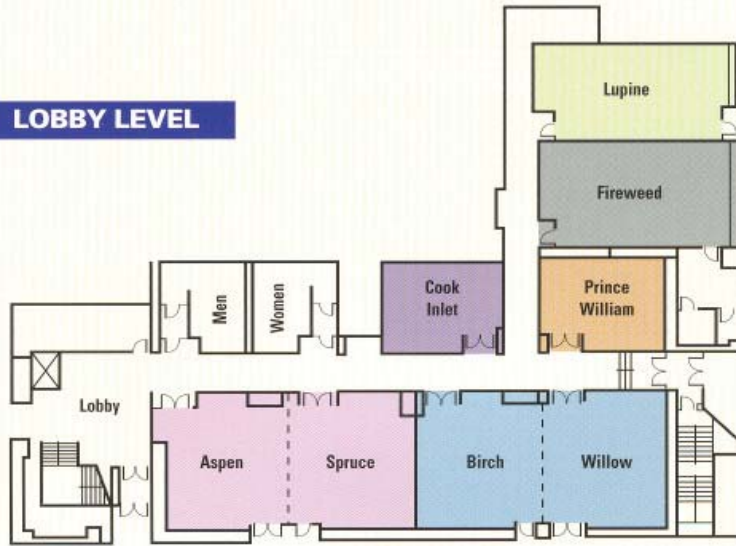 LOBBY LEVEL
Lupine
Fireweed
Cook
Inlet
Prince
William
Men
Women
Lobby
Aspen
Spruce
Birch
Willow